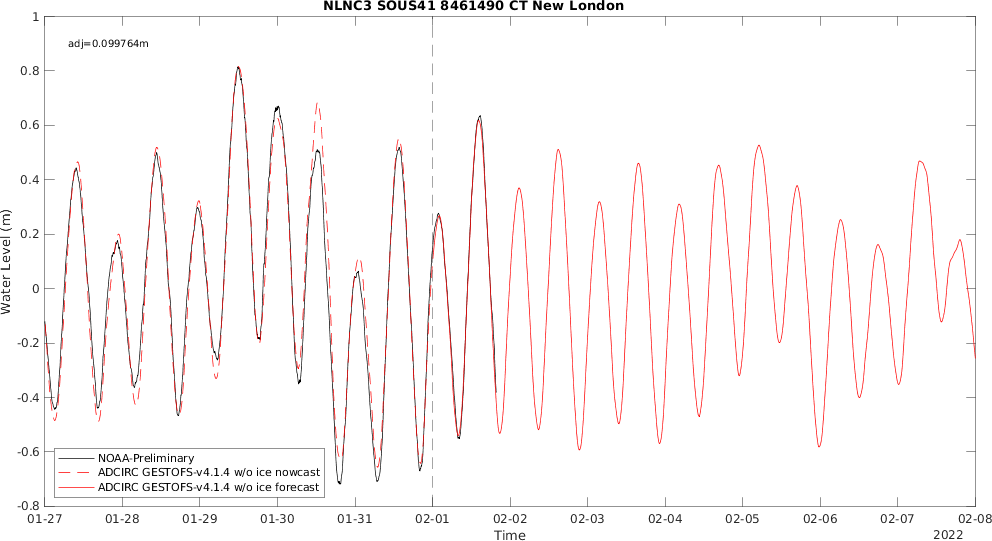 NLNC3 SOUS41 8461490 CT New London
adj=0.099764m
1
0.8
0.6
0.4
0.2
0
-0.2
-0.4
-0.6
-0.8
Water Level (m)
NOAA-Preliminary
ADCIRC GESTOFS-v4.1.4 w/o ice nowcast
ADCIRC GESTOFS-v4.1.4 w/o ice forecast
01-27 01-28 01-29 01-30 01-31 02-01 02-02 02-03 02-04 02-05 02-06 02-07 02-08
Time
2022